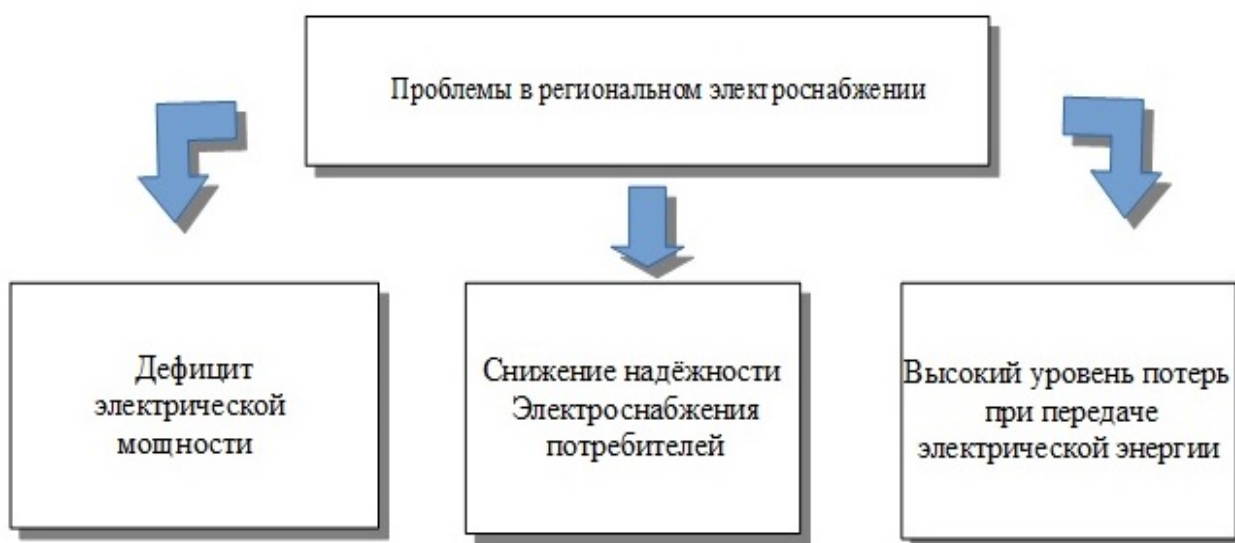 Проблемы в региональном электроснабжении
Дефицит
электрической
мощности
Снижение надёжности
Электроснабжения
потребителей
Высокий уровень потерь
при передаче
электрической энергии